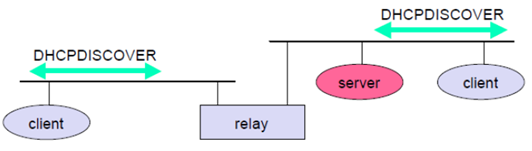 DHCPDISCOVER
DHCPDISCOVER
server
client
client
relay